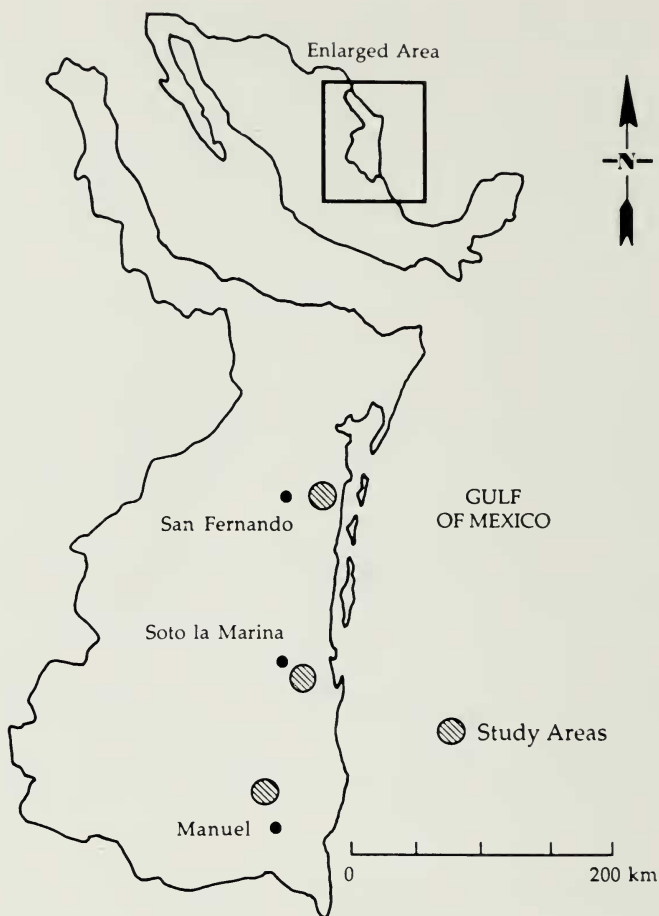 Enlarged Area
N
San Fernando
GULF
OF MEXICO
Soto la Marina
Study Areas
Manuel
0
200 km